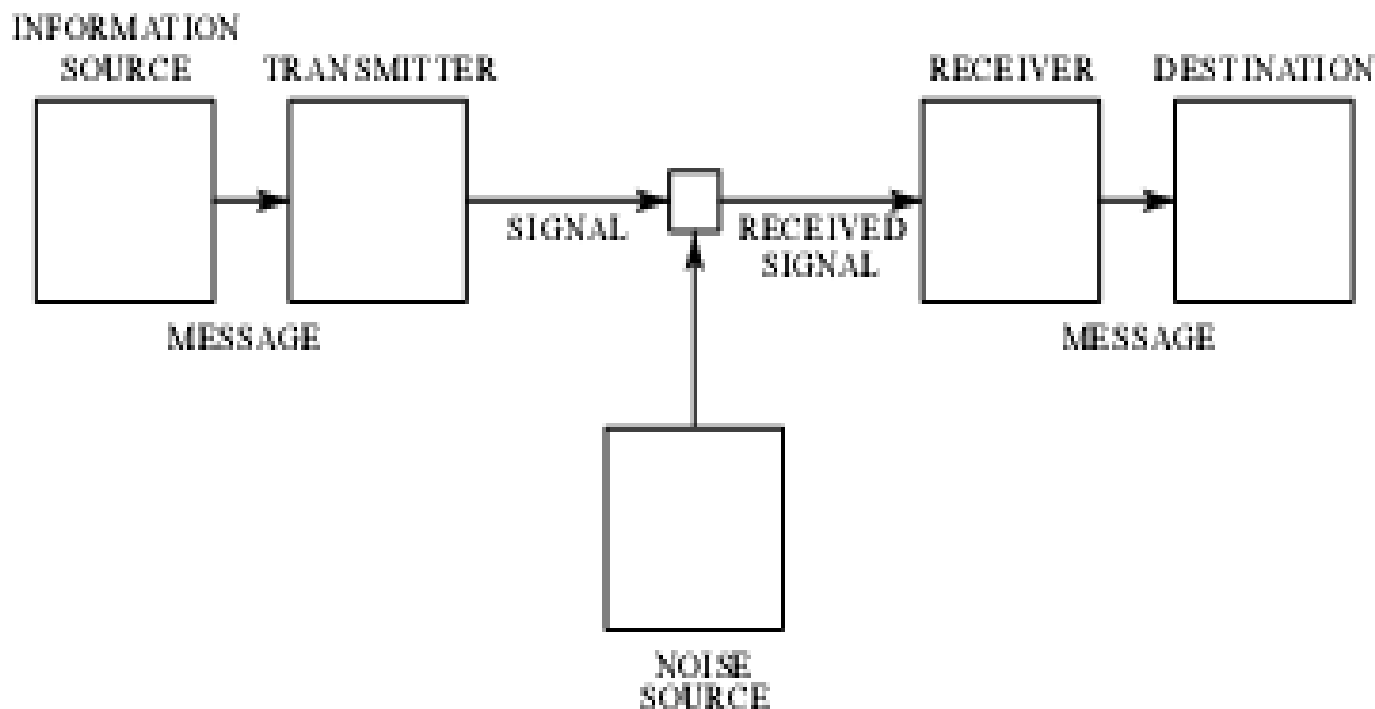 INFORMATION
SOURCE
TRANSMITTER
RECEIVER
DESTINATION
SIGNAL
RECEIVED
SIGNAL
MESSAGE
MESSAGE
NOISE
SOURCE